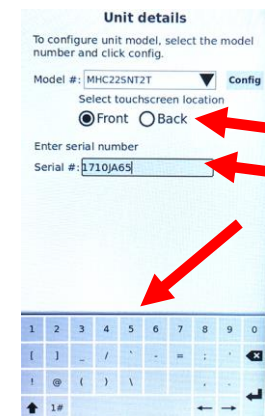 Unit details
To configure unit model, select the model
number and click config.
Model #: MHC22SNT2T Config
Select touchscreen location
Front Back
Enter serial number
Serial #: 1710JA65
1 2 3 4 5 6 7 8 9 0
[ ] _ / ` - = ; '
! @ ( ) \ , .
1#